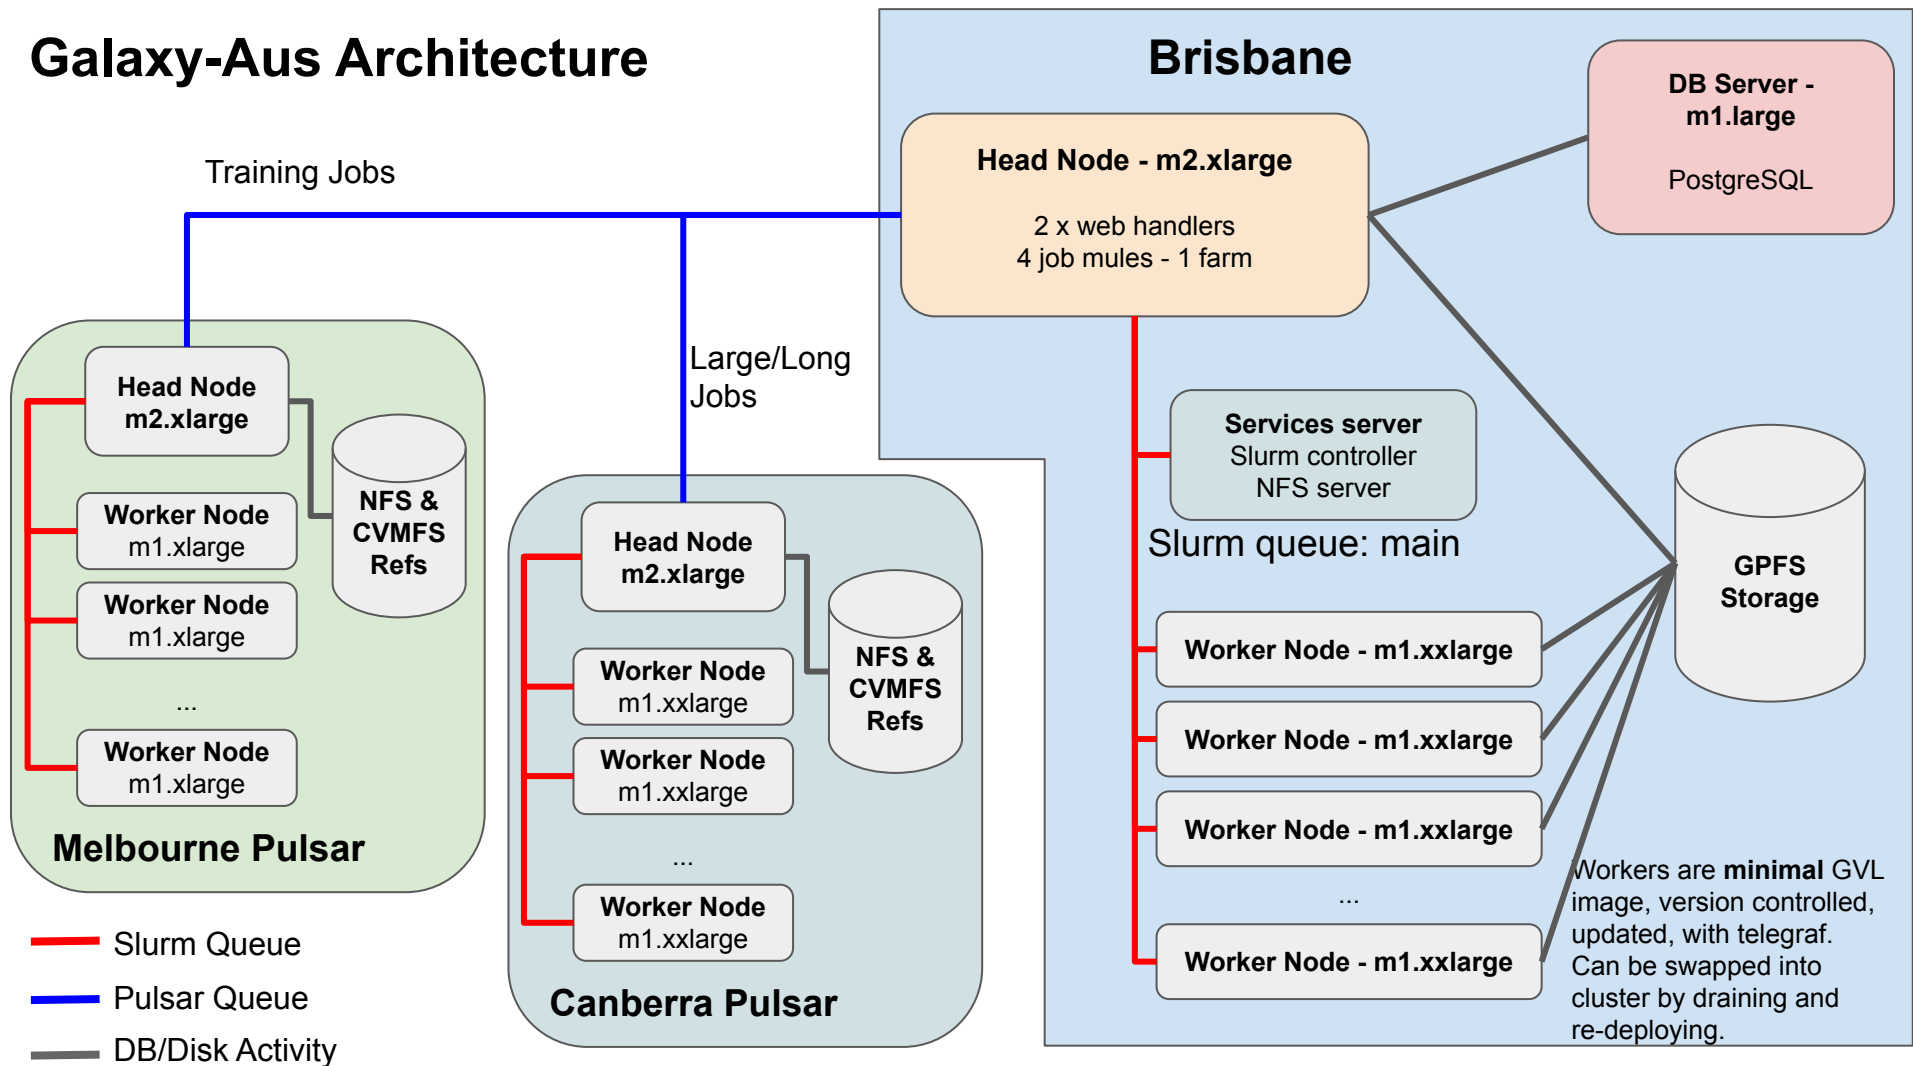 Galaxy-Aus Architecture
Training Jobs
Large/Long
Jobs
Head Node
m2.xlarge
NFS &
CVMFS
Refs
Worker Node
m1.xlarge
Worker Node
m1.xlarge
...
Worker Node
m1.xlarge
Melbourne Pulsar
Head Node
m2.xlarge
NFS &
CVMFS
Refs
Worker Node
m1.xxlarge
Worker Node
m1.xxlarge
...
Worker Node
m1.xxlarge
Canberra Pulsar
Brisbane
Head Node - m2.xlarge
2 x web handlers
4 job mules - 1 farm
DB Server -
m1.large
PostgreSQL
Services server
Slurm controller
NFS server
Slurm queue: main
GPFS
Storage
Worker Node - m1.xxlarge
Worker Node - m1.xxlarge
Worker Node - m1.xxlarge
...
Worker Node - m1.xxlarge
Workers are minimal GVL
image, version controlled,
updated, with telegraf.
Can be swapped into
cluster by draining and
re-deploying.
Slurm Queue
Pulsar Queue
DB/Disk Activity